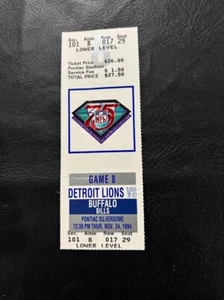 Sec. Aisle Row Seat
101 B 017 29
LOWER LEVEL
Ticket Price $26.00
Pontiac Stadium
Service Fee $ 1.50
TOTAL PRICE $27.50
75
NFL
GAME 8
DETROIT LIONS VS
BUFFALO
BILLS
PONTIAC SILVERDOME
12:30 PM THUR. NOV. 24, 1994
Sec. Aisle Row Seat
101 B 017 29
LOWER LEVEL